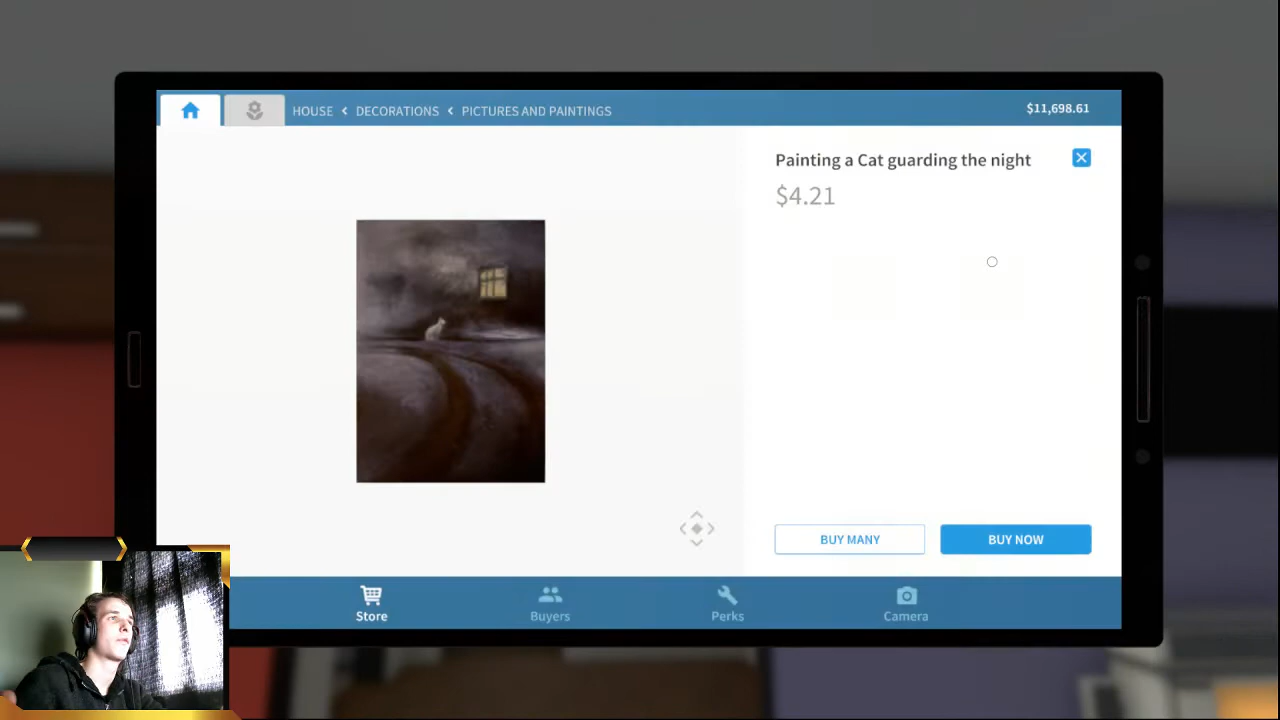 HOUSE < DECORATIONS < PICTURES AND PAINTINGS
$11,698.61
Painting a Cat guarding the night
$4.21
BUY MANY
BUY NOW
Store
Buyers
Perks
Camera